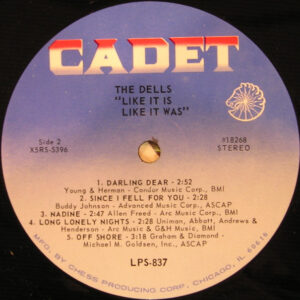 CADET
THE DELLS
"LIKE IT IS
LIKE IT WAS"
Side 2
X5RS-5396
#18268
STEREO
1. DARLING DEAR - 2:52
Young & Herman - Condor Music Corp., BMI
2. SINCE I FELL FOR YOU - 2:28
Buddy Johnson - Advanced Music Corp., ASCAP
3. NADINE - 2:47 Allen Freed - Arc Music Corp., BMI
4. LONG LONELY NIGHTS - 2:28 Uniman, Abbott, Andrews &
Henderson - Arc Music & G&H Music, BMI
5. OFF SHORE - 3:18 Graham & Diamond -
Michael M. Goldsen, Inc., ASCAP
LPS-837
MFG. BY CHESS PRODUCING CORP., CHICAGO, IL 60616